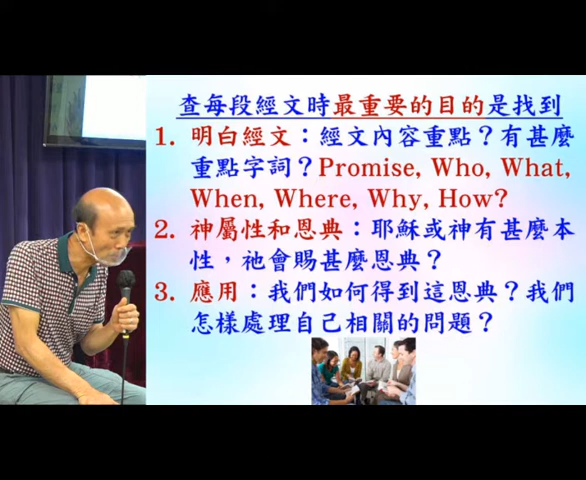 查每段經文時最重要的目的是找到
1. 明白經文：經文內容重點？有甚麼
重點字詞？Promise, Who, What,
When, Where, Why, How?
2. 神屬性和恩典：耶穌或神有甚麼本
性，祂會賜甚麼恩典？
3. 應用：我們如何得到這恩典？我們
怎樣處理自己相關的問題？